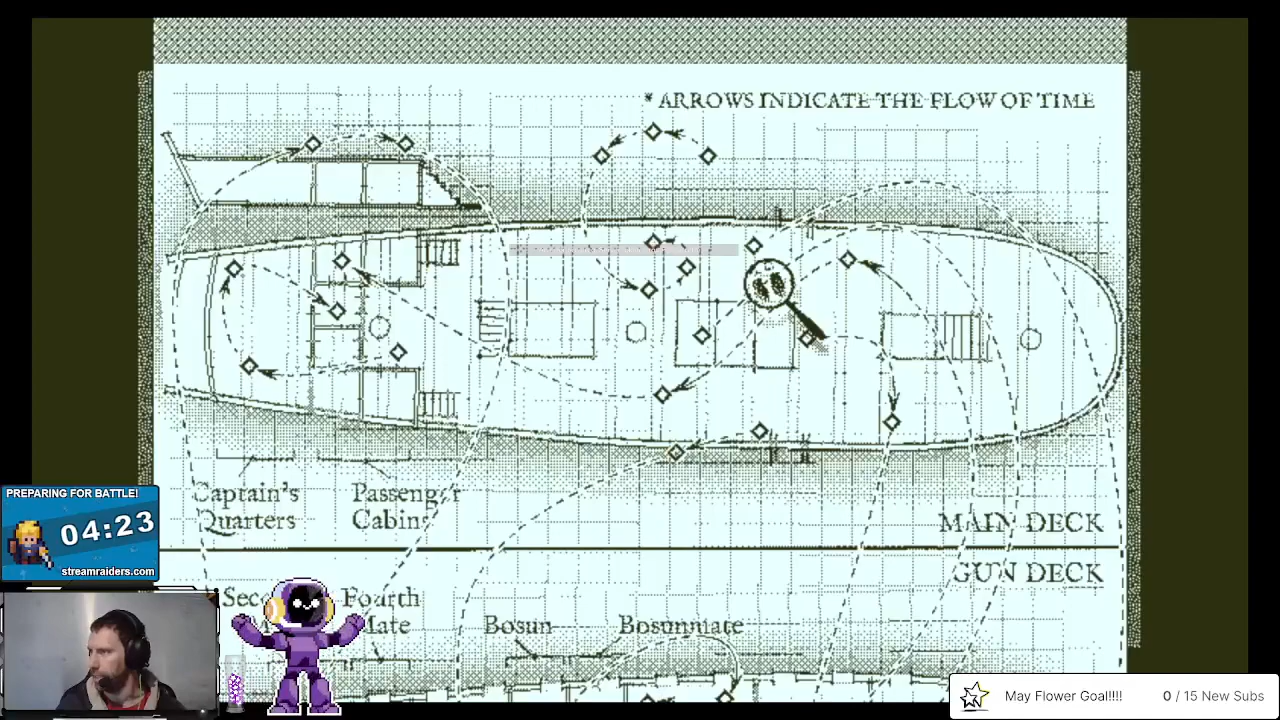 * ARROWS INDICATE THE FLOW OF TIME
Captain's
Quarters
Passenger
Cabins
MAIN DECK
GUN DECK
PREPARING FOR BATTLE!
04:23
streamraiders.com
Fourth
Mate
Bosun
Bosunmate
May Flower Goal!!!
0 / 15 New Subs